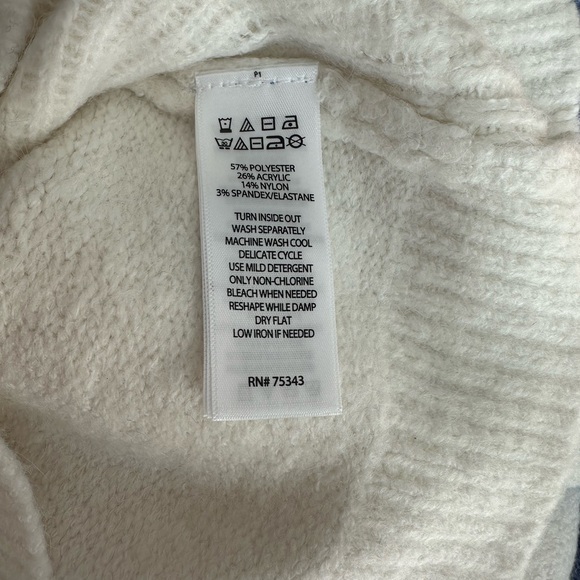 P1
57% POLYESTER
26% ACRYLIC
14% NYLON
3% SPANDEX/ELASTANE
TURN INSIDE OUT
WASH SEPARATELY
MACHINE WASH COOL
DELICATE CYCLE
USE MILD DETERGENT
ONLY NON-CHLORINE
BLEACH WHEN NEEDED
RESHAPE WHILE DAMP
DRY FLAT
LOW IRON IF NEEDED
RN# 75343